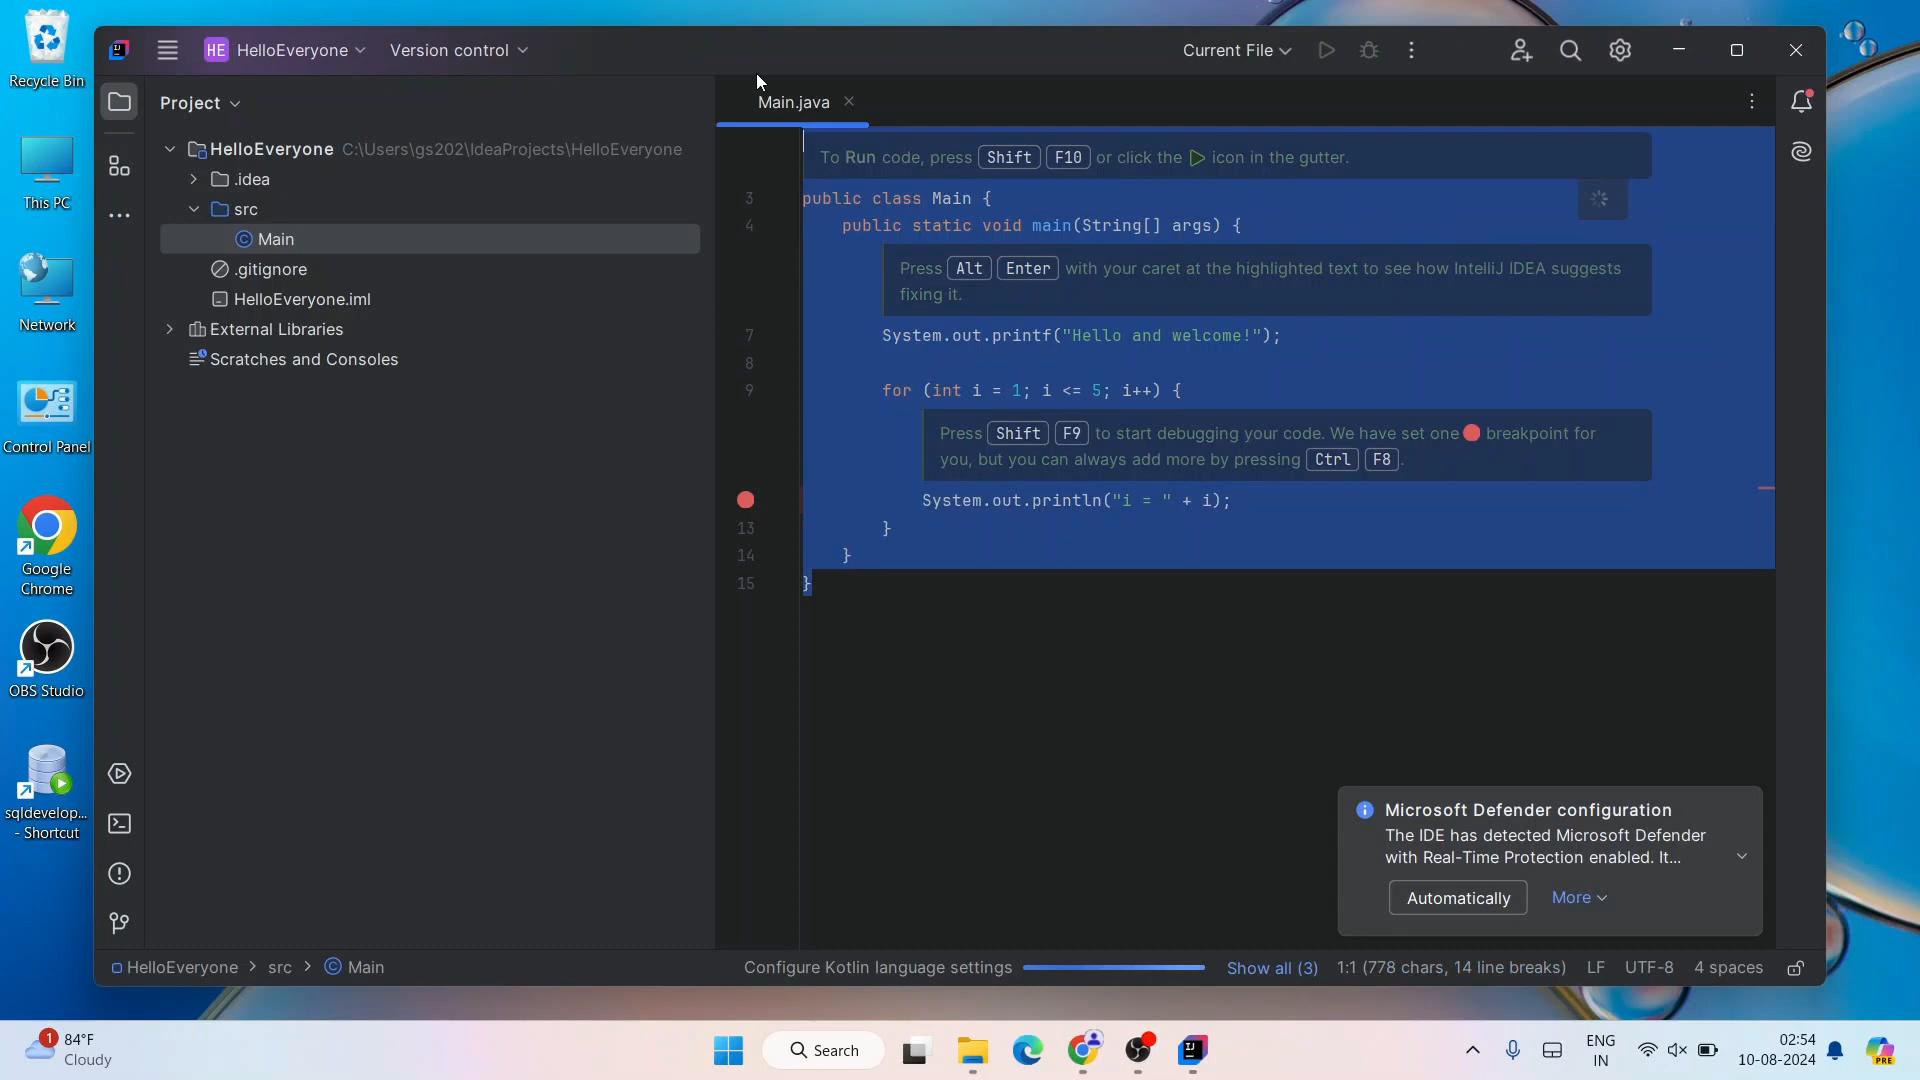 Recycle Bin
This PC
Network
Control Panel
Google
Chrome
OBS Studio
sqldevelop...
- Shortcut
HE HelloEveryone
Version control
Current File
Project
HelloEveryone C:\Users\gs202\IdeaProjects\HelloEveryone
.idea
src
Main
.gitignore
HelloEveryone.iml
External Libraries
Scratches and Consoles
Main.java
To Run code, press Shift F10 or click the icon in the gutter.
3 public class Main {
4 public static void main(String[] args) {
Press Alt Enter with your caret at the highlighted text to see how IntelliJ IDEA suggests
fixing it.
7 System.out.printf("Hello and welcome!");
8
9 for (int i = 1; i <= 5; i++) {
Press Shift F9 to start debugging your code. We have set one breakpoint for
you, but you can always add more by pressing Ctrl F8.
System.out.println("i = " + i);
13 }
14 }
15 }
Microsoft Defender configuration
The IDE has detected Microsoft Defender
with Real-Time Protection enabled. It...
Automatically More
HelloEveryone > src > Main
Configure Kotlin language settings
Show all (3)
1:1 (778 chars, 14 line breaks)
LF
UTF-8
4 spaces
1
84°F
Cloudy
Search
ENG
IN
02:54
10-08-2024
PRE